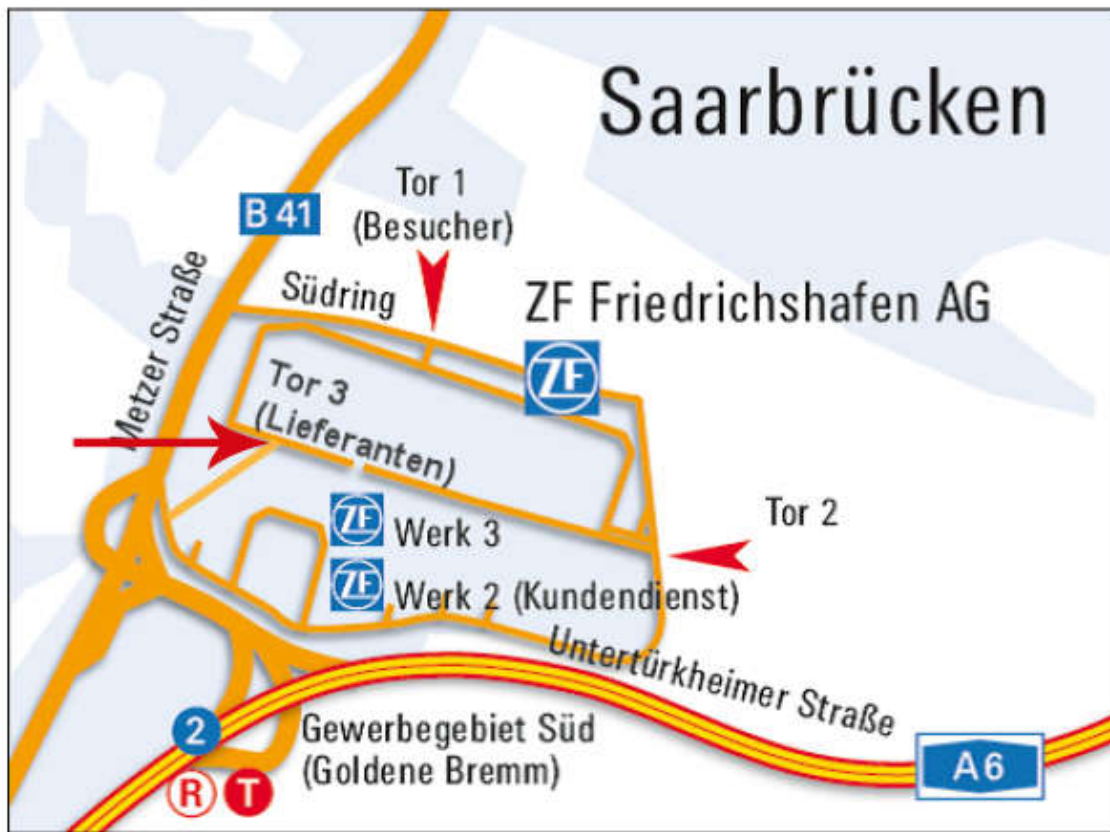 Saarbrücken
B 41
Tor 1
(Besucher)
Südring
ZF Friedrichshafen AG
ZF
Metzer Straße
Tor 3
(Lieferanten)
Tor 2
ZF
Werk 3
ZF
Werk 2 (Kundendienst)
Untertürkheimer Straße
2
Gewerbegebiet Süd
(Goldene Bremm)
R
T
A 6